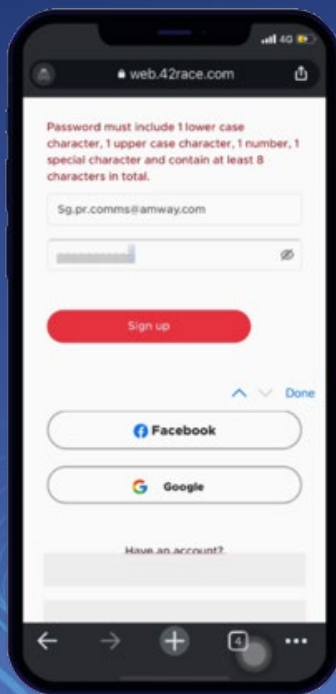 4G
web.42race.com
Password must include 1 lower case
character, 1 upper case character, 1 number, 1
special character and contain at least 8
characters in total.
Sg.pr.comms@amway.com
Sign up
Done
Facebook
Google
Have an account?
4